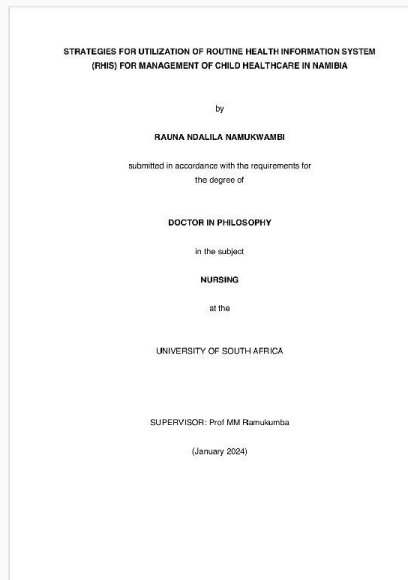 STRATEGIES FOR UTILIZATION OF ROUTINE HEALTH INFORMATION SYSTEM
(RHIS) FOR MANAGEMENT OF CHILD HEALTHCARE IN NAMIBIA
by
RAUNA NDALILA NAMUKWAMBI
submitted in accordance with the requirements for
the degree of
DOCTOR IN PHILOSOPHY
in the subject
NURSING
at the
UNIVERSITY OF SOUTH AFRICA
SUPERVISOR: Prof MM Ramukumba
(January 2024)